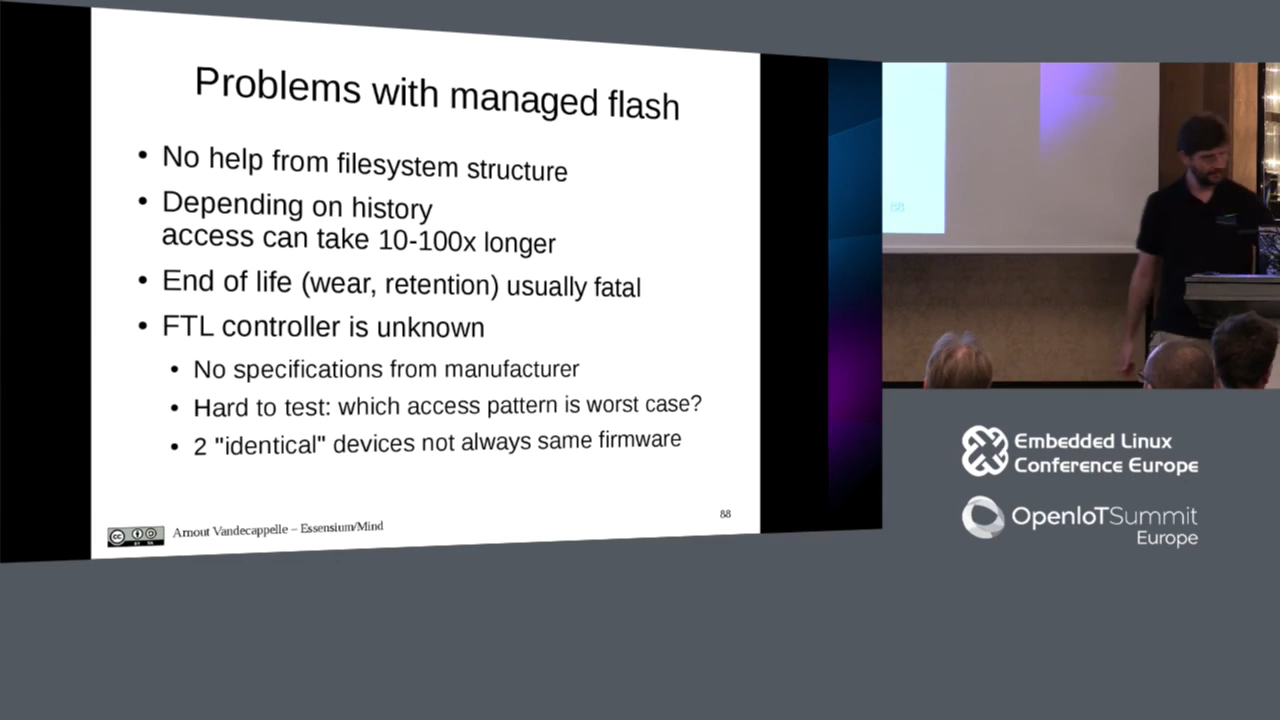 Problems with managed flash
• No help from filesystem structure
• Depending on history
access can take 10-100x longer
• End of life (wear, retention) usually fatal
• FTL controller is unknown
• No specifications from manufacturer
• Hard to test: which access pattern is worst case?
• 2 "identical" devices not always same firmware
Arnout Vandecappelle – Essensium/Mind
88
88
Embedded Linux
Conference Europe
OpenIoTSummit
Europe